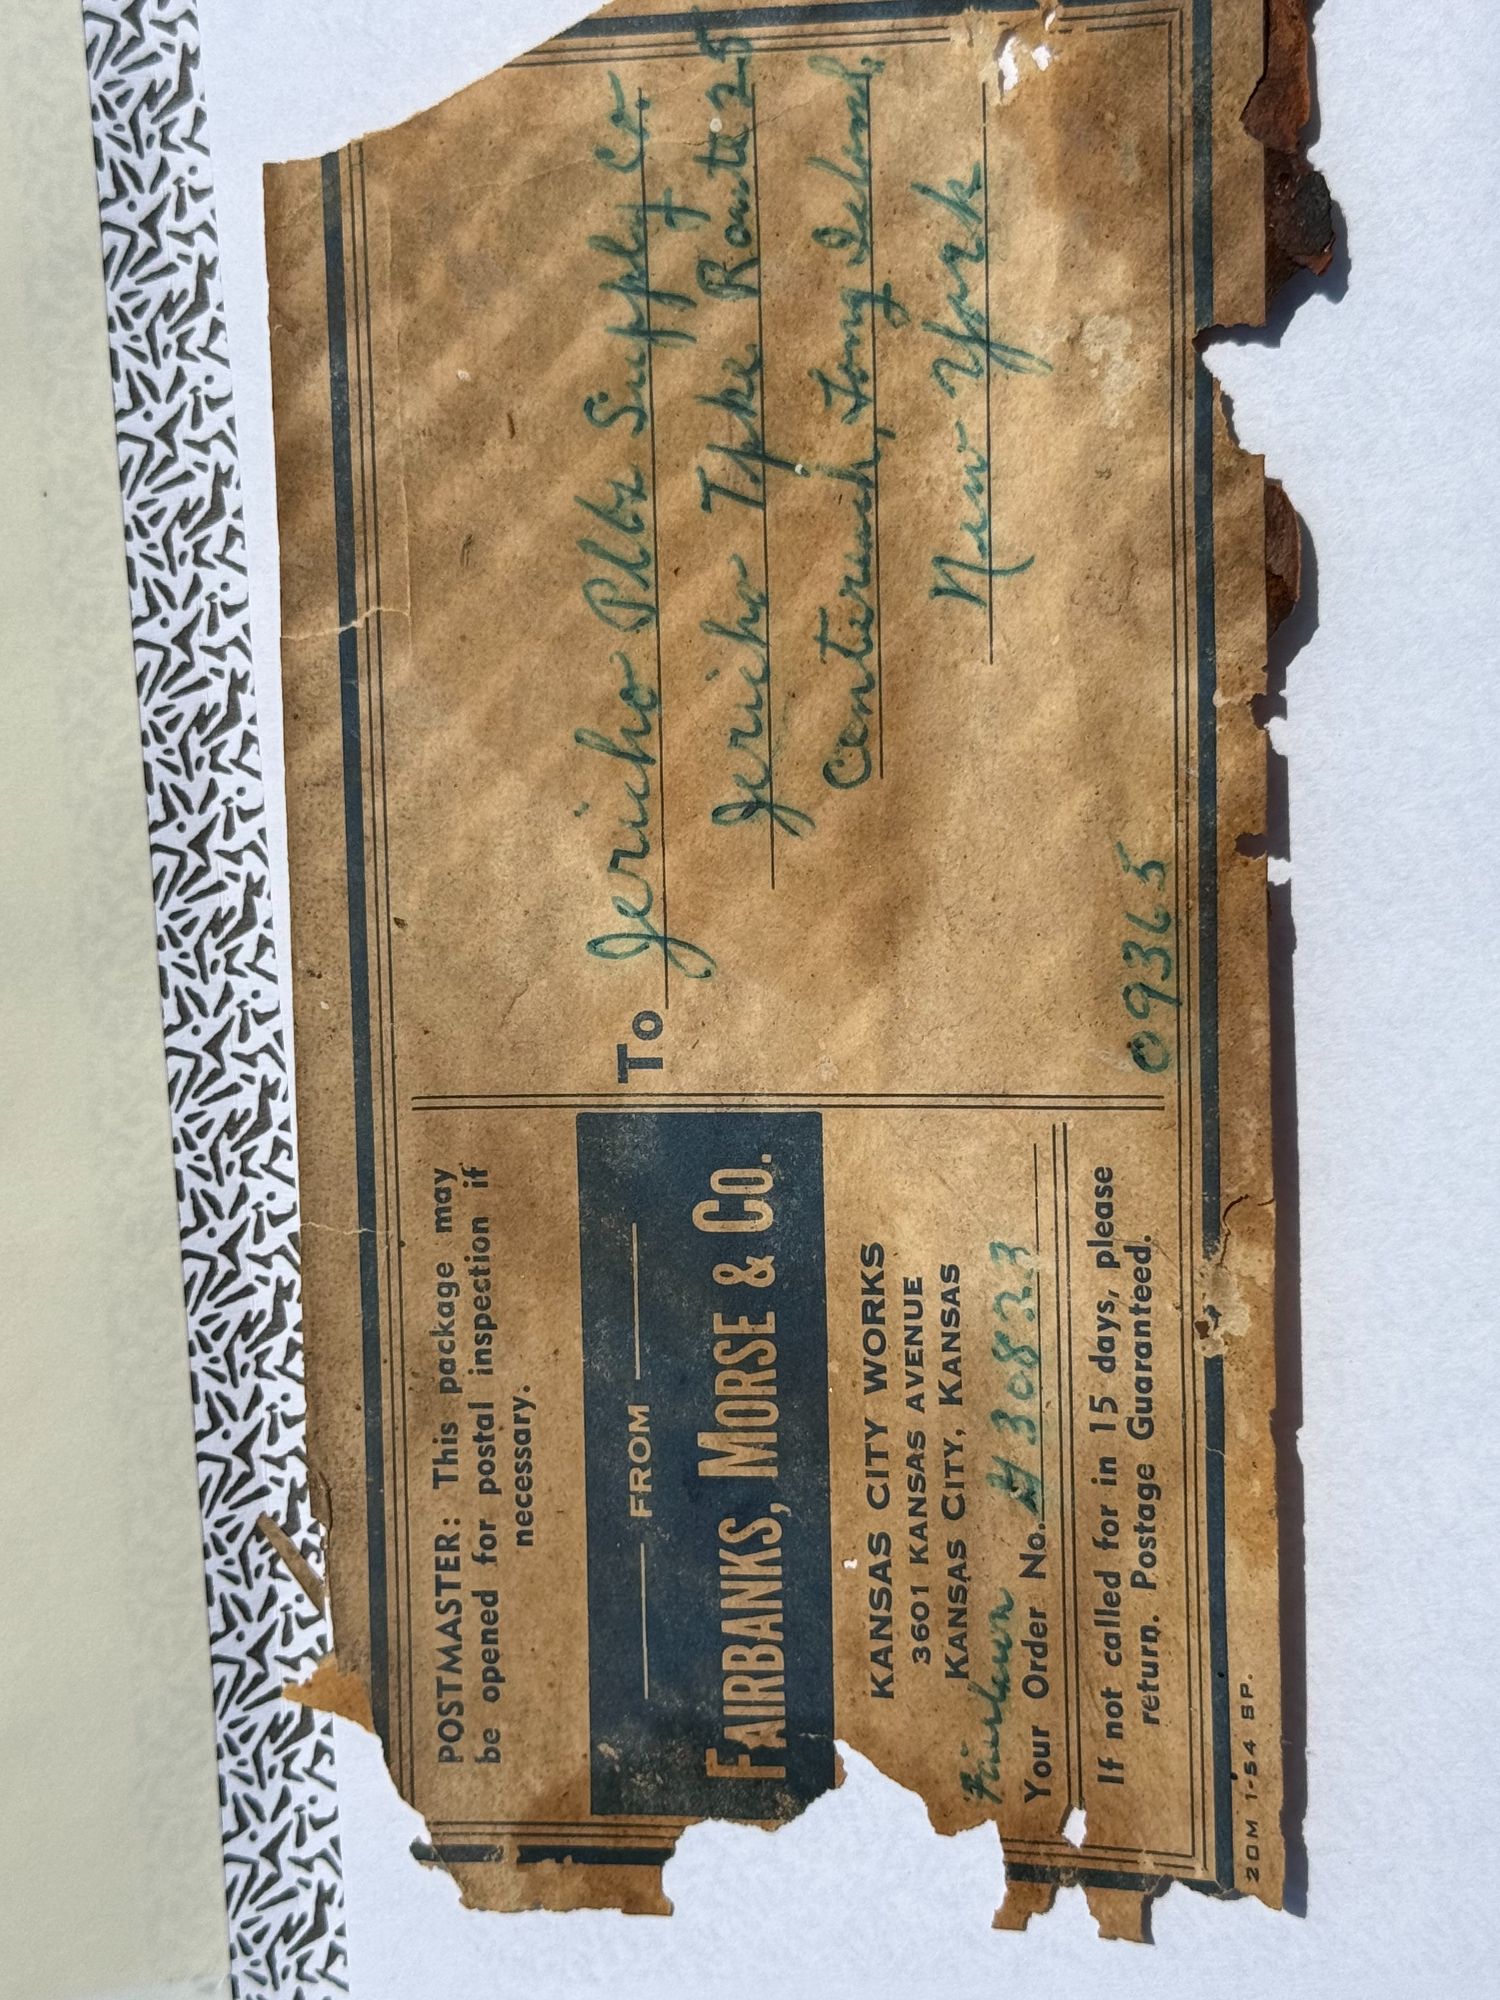 POSTMASTER: This package may
be opened for postal inspection if
necessary.
FROM
FAIRBANKS, MORSE & CO.
KANSAS CITY WORKS
3601 KANSAS AVENUE
KANSAS CITY, KANSAS
Your Order No. 30823
If not called for in 15 days, please
return. Postage Guaranteed.
20M 1-54 SP.
To Jericho Plbg Supply Co.
Jericho Tpke. Route 25
Centereach, Long Island,
New York
09365